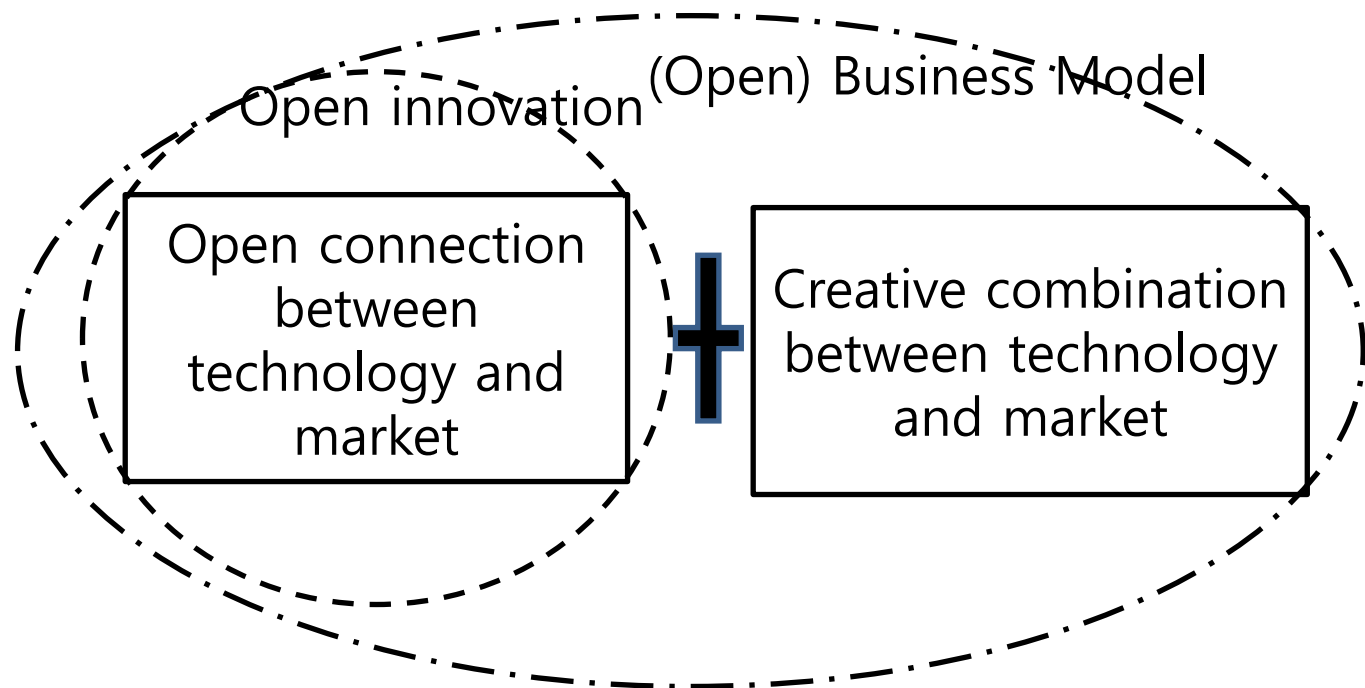 (Open) Business Model
Open innovation
Open connection
between
technology and
market
Creative combination
between technology
and market